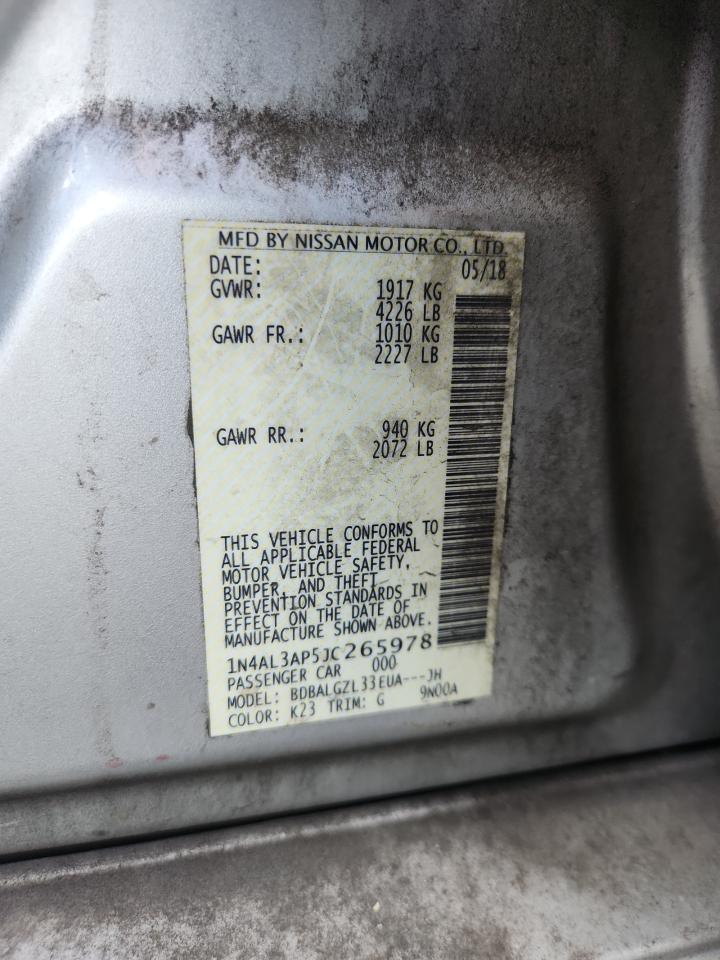 MFD BY NISSAN MOTOR CO., LTD.
DATE: 05/18
GVWR: 1917 KG
4226 LB
GAWR FR.: 1010 KG
2227 LB
GAWR RR.: 940 KG
2072 LB
THIS VEHICLE CONFORMS TO
ALL APPLICABLE FEDERAL
MOTOR VEHICLE SAFETY,
BUMPER, AND THEFT
PREVENTION STANDARDS IN
EFFECT ON THE DATE OF
MANUFACTURE SHOWN ABOVE.
1N4AL3AP5JC265978
PASSENGER CAR 000
MODEL: BDBALGZL33EUA---JH
COLOR: K23 TRIM: G 9N00A